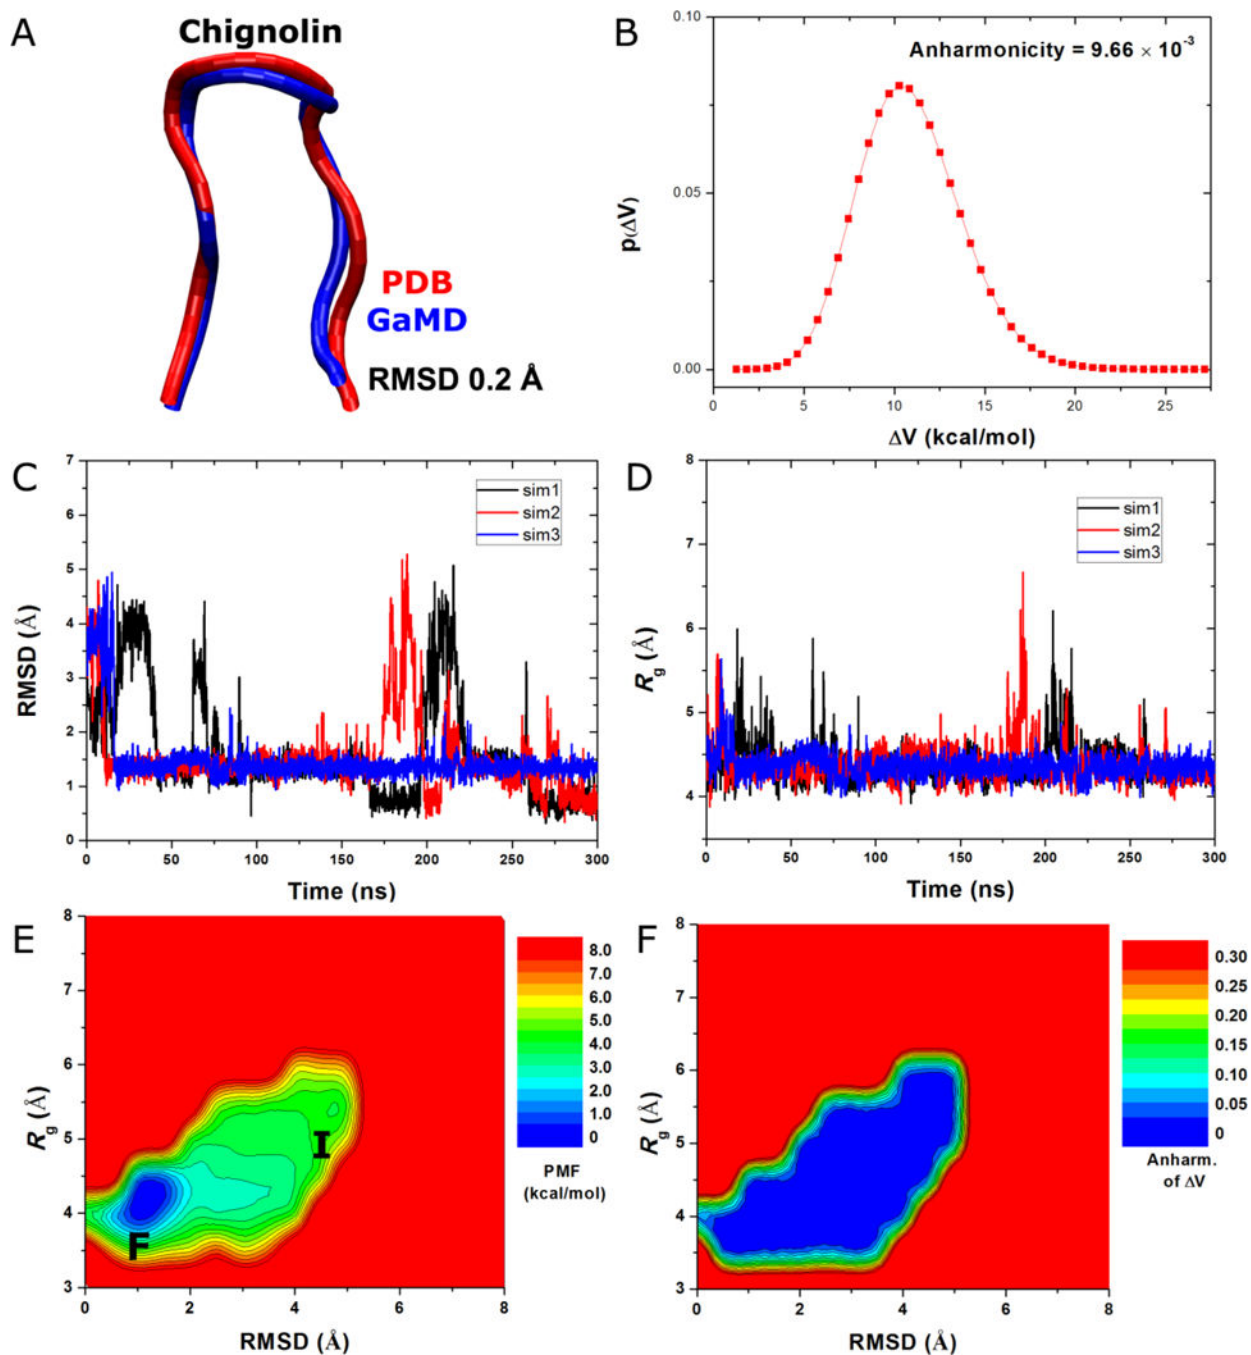 A
Chignolin
PDB
GaMD
RMSD 0.2 Å
B
Anharmonicity = 9.66 × 10⁻³
0.10
0.05
0.00
p(ΔV)
0 5 10 15 20 25
ΔV (kcal/mol)
C
7
6
5
4
3
2
1
0
RMSD (Å)
sim1
sim2
sim3
0 50 100 150 200 250 300
Time (ns)
D
8
7
6
5
4
Rg (Å)
sim1
sim2
sim3
0 50 100 150 200 250 300
Time (ns)
E
8
7
6
5
4
3
Rg (Å)
I
F
0 2 4 6 8
RMSD (Å)
8.0
7.0
6.0
5.0
4.0
3.0
2.0
1.0
0
PMF
(kcal/mol)
F
8
7
6
5
4
3
Rg (Å)
0 2 4 6 8
RMSD (Å)
0.30
0.25
0.20
0.15
0.10
0.05
0
Anharm.
of ΔV